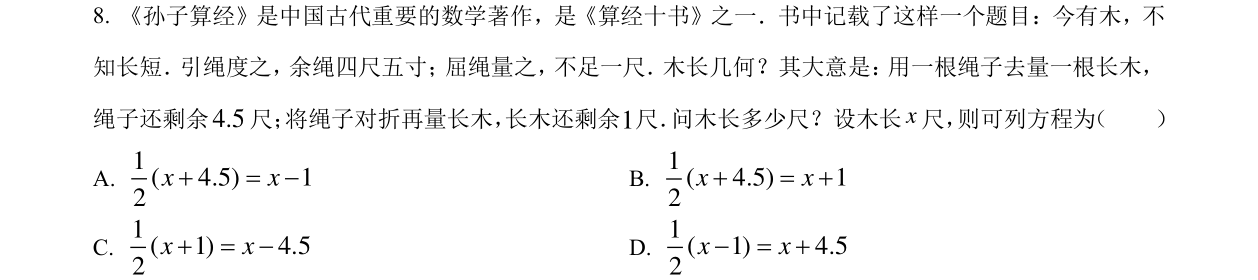 8. 《孙子算经》是中国古代重要的数学著作，是《算经十书》之一．书中记载了这样一个题目：今有木，不
知长短．引绳度之，余绳四尺五寸；屈绳量之，不足一尺．木长几何？其大意是：用一根绳子去量一根长木，
绳子还剩余4.5尺；将绳子对折再量长木，长木还剩余1尺．问木长多少尺？设木长x尺，则可列方程为（　　）
A. 1/2(x+4.5)=x−1　　B. 1/2(x+4.5)=x+1
C. 1/2(x+1)=x−4.5　　D. 1/2(x−1)=x+4.5